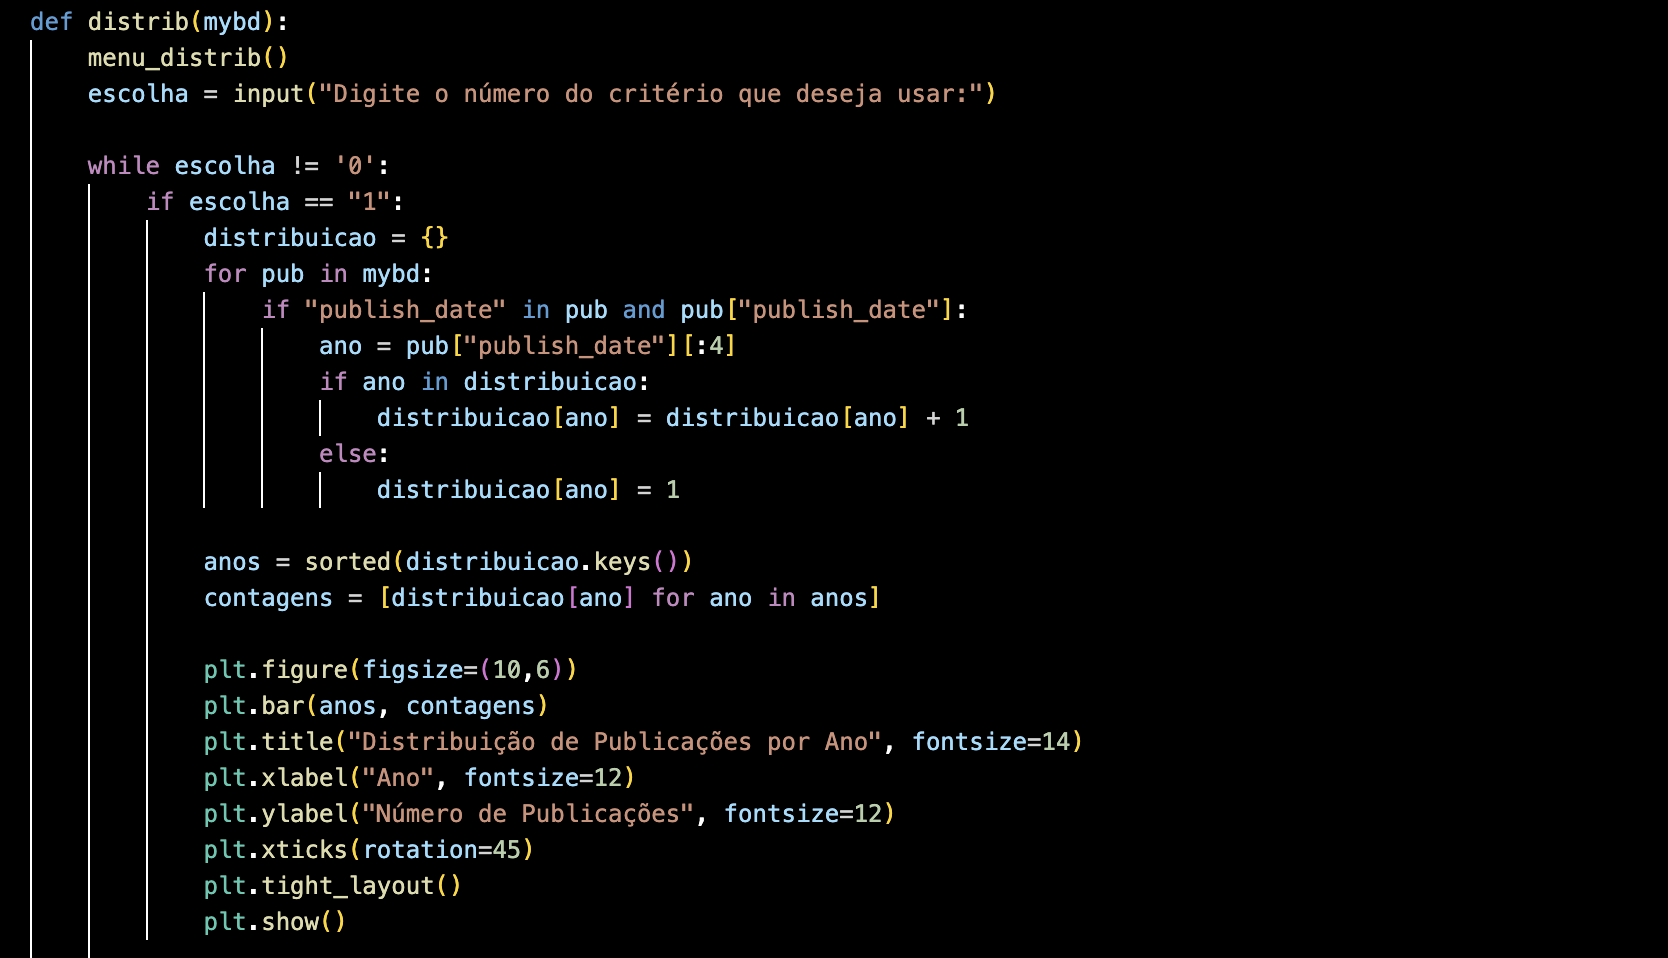 def distrib(mybd):
    menu_distrib()
    escolha = input("Digite o número do critério que deseja usar:")

    while escolha != '0':
        if escolha == "1":
            distribuicao = {}
            for pub in mybd:
                if "publish_date" in pub and pub["publish_date"]:
                    ano = pub["publish_date"][:4]
                    if ano in distribuicao:
                        distribuicao[ano] = distribuicao[ano] + 1
                    else:
                        distribuicao[ano] = 1

            anos = sorted(distribuicao.keys())
            contagens = [distribuicao[ano] for ano in anos]

            plt.figure(figsize=(10,6))
            plt.bar(anos, contagens)
            plt.title("Distribuição de Publicações por Ano", fontsize=14)
            plt.xlabel("Ano", fontsize=12)
            plt.ylabel("Número de Publicações", fontsize=12)
            plt.xticks(rotation=45)
            plt.tight_layout()
            plt.show()